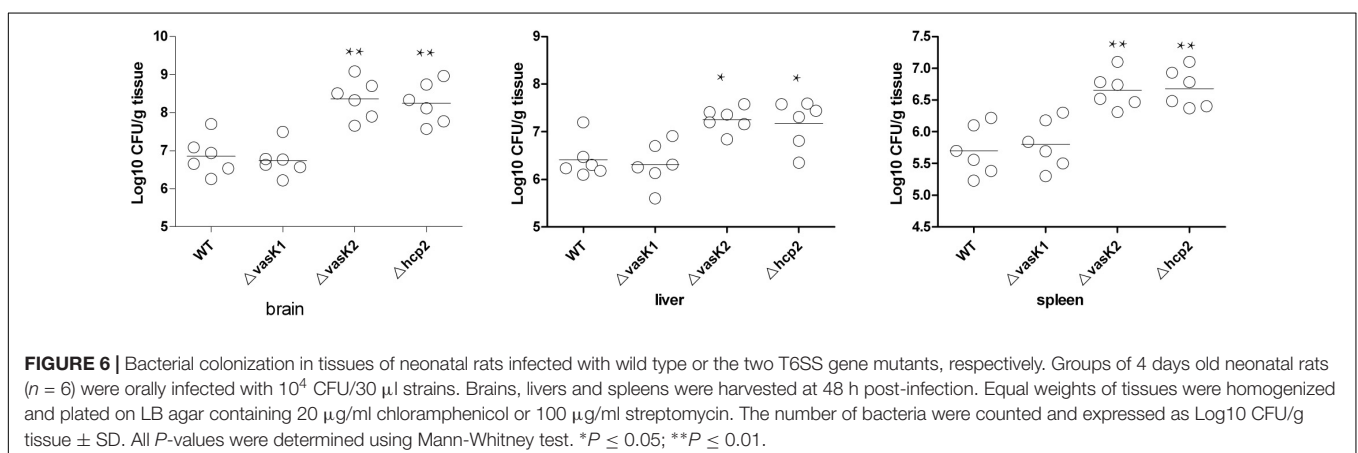 10
9
8
7
6
5
Log10 CFU/g tissue
**
**
WT
△vasK1
△vasK2
△hcp2
brain
9
8
7
6
5
Log10 CFU/g tissue
*
*
WT
△vasK1
△vasK2
△hcp2
liver
7.5
7.0
6.5
6.0
5.5
5.0
4.5
Log10 CFU/g tissue
**
**
WT
△vasK1
△vasK2
△hcp2
spleen
FIGURE 6 | Bacterial colonization in tissues of neonatal rats infected with wild type or the two T6SS gene mutants, respectively. Groups of 4 days old neonatal rats
(n = 6) were orally infected with 10⁴ CFU/30 μl strains. Brains, livers and spleens were harvested at 48 h post-infection. Equal weights of tissues were homogenized
and plated on LB agar containing 20 μg/ml chloramphenicol or 100 μg/ml streptomycin. The number of bacteria were counted and expressed as Log10 CFU/g
tissue ± SD. All P-values were determined using Mann-Whitney test. *P ≤ 0.05; **P ≤ 0.01.